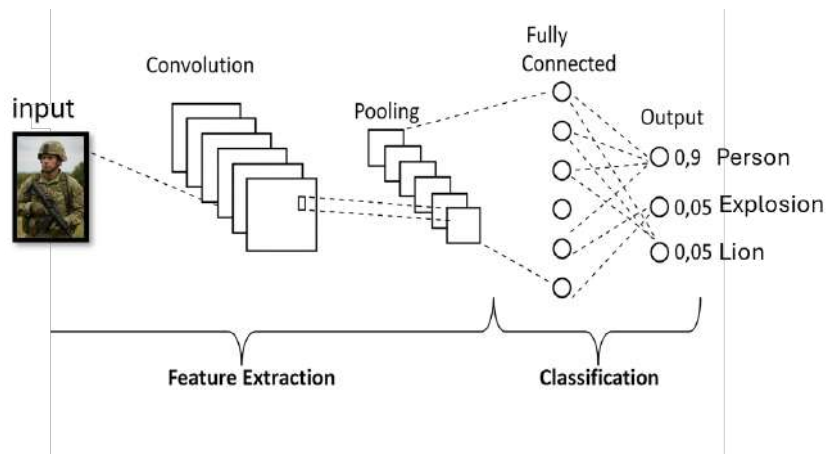 input
Convolution
Pooling
Fully
Connected
Output
0,9 Person
0,05 Explosion
0,05 Lion
Feature Extraction
Classification